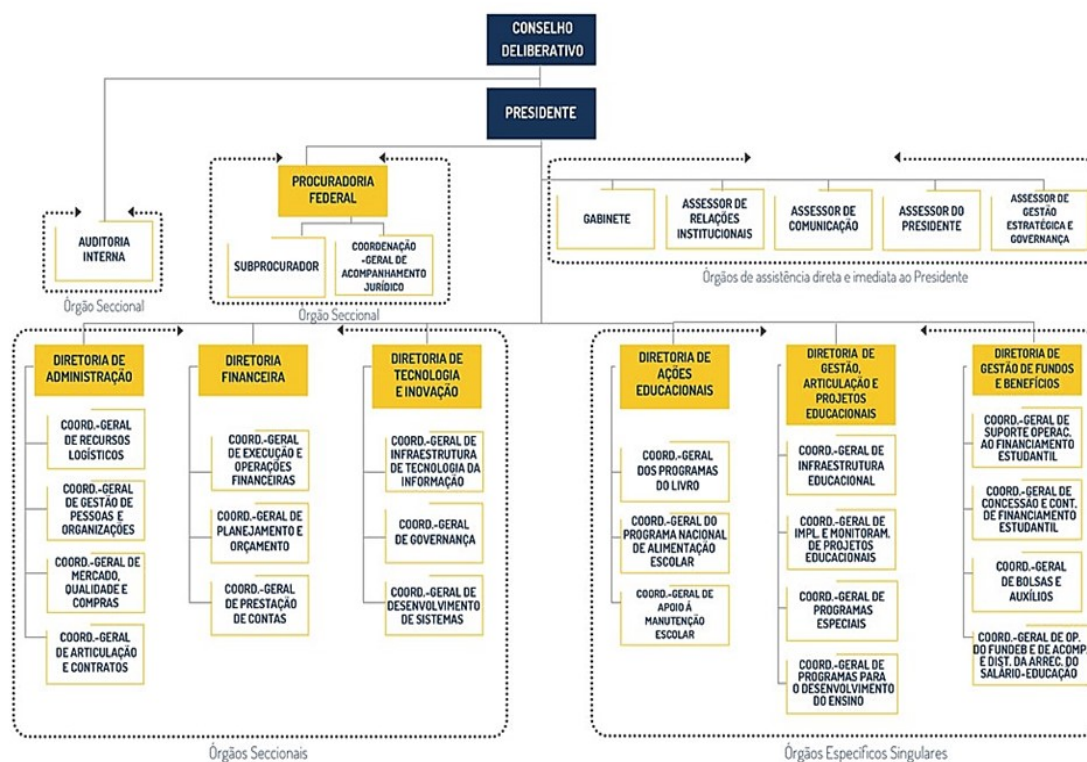 CONSELHO
DELIBERATIVO
PRESIDENTE
PROCURADORIA
FEDERAL
SUBPROCURADOR
COORDENAÇÃO
-GERAL DE
ACOMPANHAMENTO
JURÍDICO
Órgão Seccional
AUDITORIA
INTERNA
Órgão Seccional
GABINETE
ASSESSOR DE
RELAÇÕES
INSTITUCIONAIS
ASSESSOR DE
COMUNICAÇÃO
ASSESSOR DO
PRESIDENTE
ASSESSOR DE
GESTÃO
ESTRATÉGICA E
GOVERNANÇA
Órgãos de assistência direta e imediata ao Presidente
DIRETORIA DE
ADMINISTRAÇÃO
COORD.-GERAL
DE RECURSOS
LOGÍSTICOS
COORD.-GERAL
DE GESTÃO DE
PESSOAS E
ORGANIZAÇÕES
COORD.-GERAL DE
MERCADO,
QUALIDADE E
COMPRAS
COORD.-GERAL
DE ARTICULAÇÃO
E CONTRATOS
DIRETORIA
FINANCEIRA
COORD.-GERAL
DE EXECUÇÃO E
OPERAÇÕES
FINANCEIRAS
COORD.-GERAL DE
PLANEJAMENTO E
ORÇAMENTO
COORD.-GERAL
DE PRESTAÇÃO
DE CONTAS
DIRETORIA DE
TECNOLOGIA
E INOVAÇÃO
COORD.-GERAL DE
INFRAESTRUTURA
DE TECNOLOGIA DA
INFORMAÇÃO
COORD.-GERAL
DE GOVERNANÇA
COORD.-GERAL DE
DESENVOLVIMENTO
DE SISTEMAS
Órgãos Seccionais
DIRETORIA DE
AÇÕES
EDUCACIONAIS
COORD.-GERAL
DOS PROGRAMAS
DO LIVRO
COORD.-GERAL DO
PROGRAMA NACIONAL
DE ALIMENTAÇÃO
ESCOLAR
COORD.-GERAL DE
APOIO À
MANUTENÇÃO
ESCOLAR
DIRETORIA DE
GESTÃO,
ARTICULAÇÃO E
PROJETOS
EDUCACIONAIS
COORD.-GERAL
DE INFRAESTRUTURA
EDUCACIONAL
COORD.-GERAL DE
IMPL. E MONITORAM.
DE PROJETOS
EDUCACIONAIS
COORD.-GERAL
DE PROGRAMAS
ESPECIAIS
COORD.-GERAL DE
PROGRAMAS PARA
O DESENVOLVIMENTO
DO ENSINO
DIRETORIA DE
GESTÃO DE FUNDOS
E BENEFÍCIOS
COORD.-GERAL
DE SUPORTE OPERAC.
AO FINANCIAMENTO
ESTUDANTIL
COORD.-GERAL DE
CONCESSÃO E CONT.
DE FINANCIAMENTO
ESTUDANTIL
COORD.-GERAL
DE BOLSAS E
AUXÍLIOS
COORD.-GERAL DE OP.
DO FUNDEB E DE ACOMP.
E DIST. DA ARREC. DO
SALÁRIO-EDUCAÇÃO
Órgãos Específicos Singulares